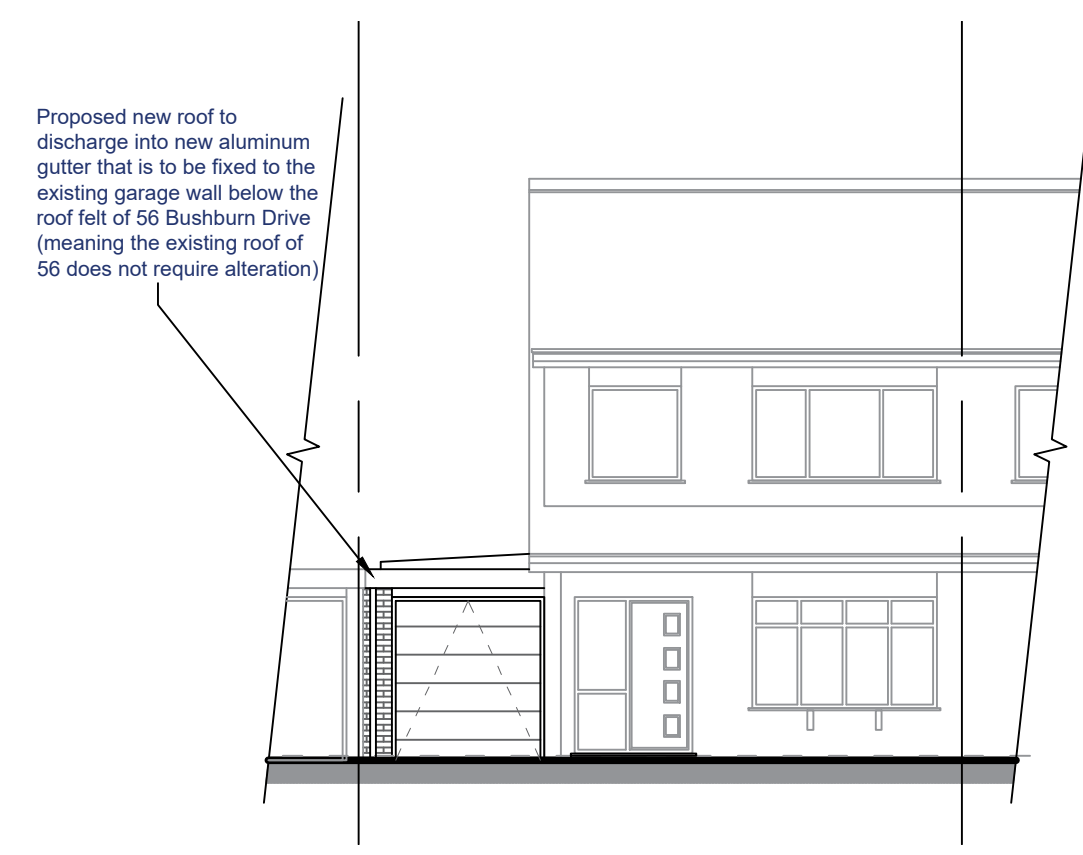 Proposed new roof to
discharge into new aluminum
gutter that is to be fixed to the
existing garage wall below the
roof felt of 56 Bushburn Drive
(meaning the existing roof of
56 does not require alteration)